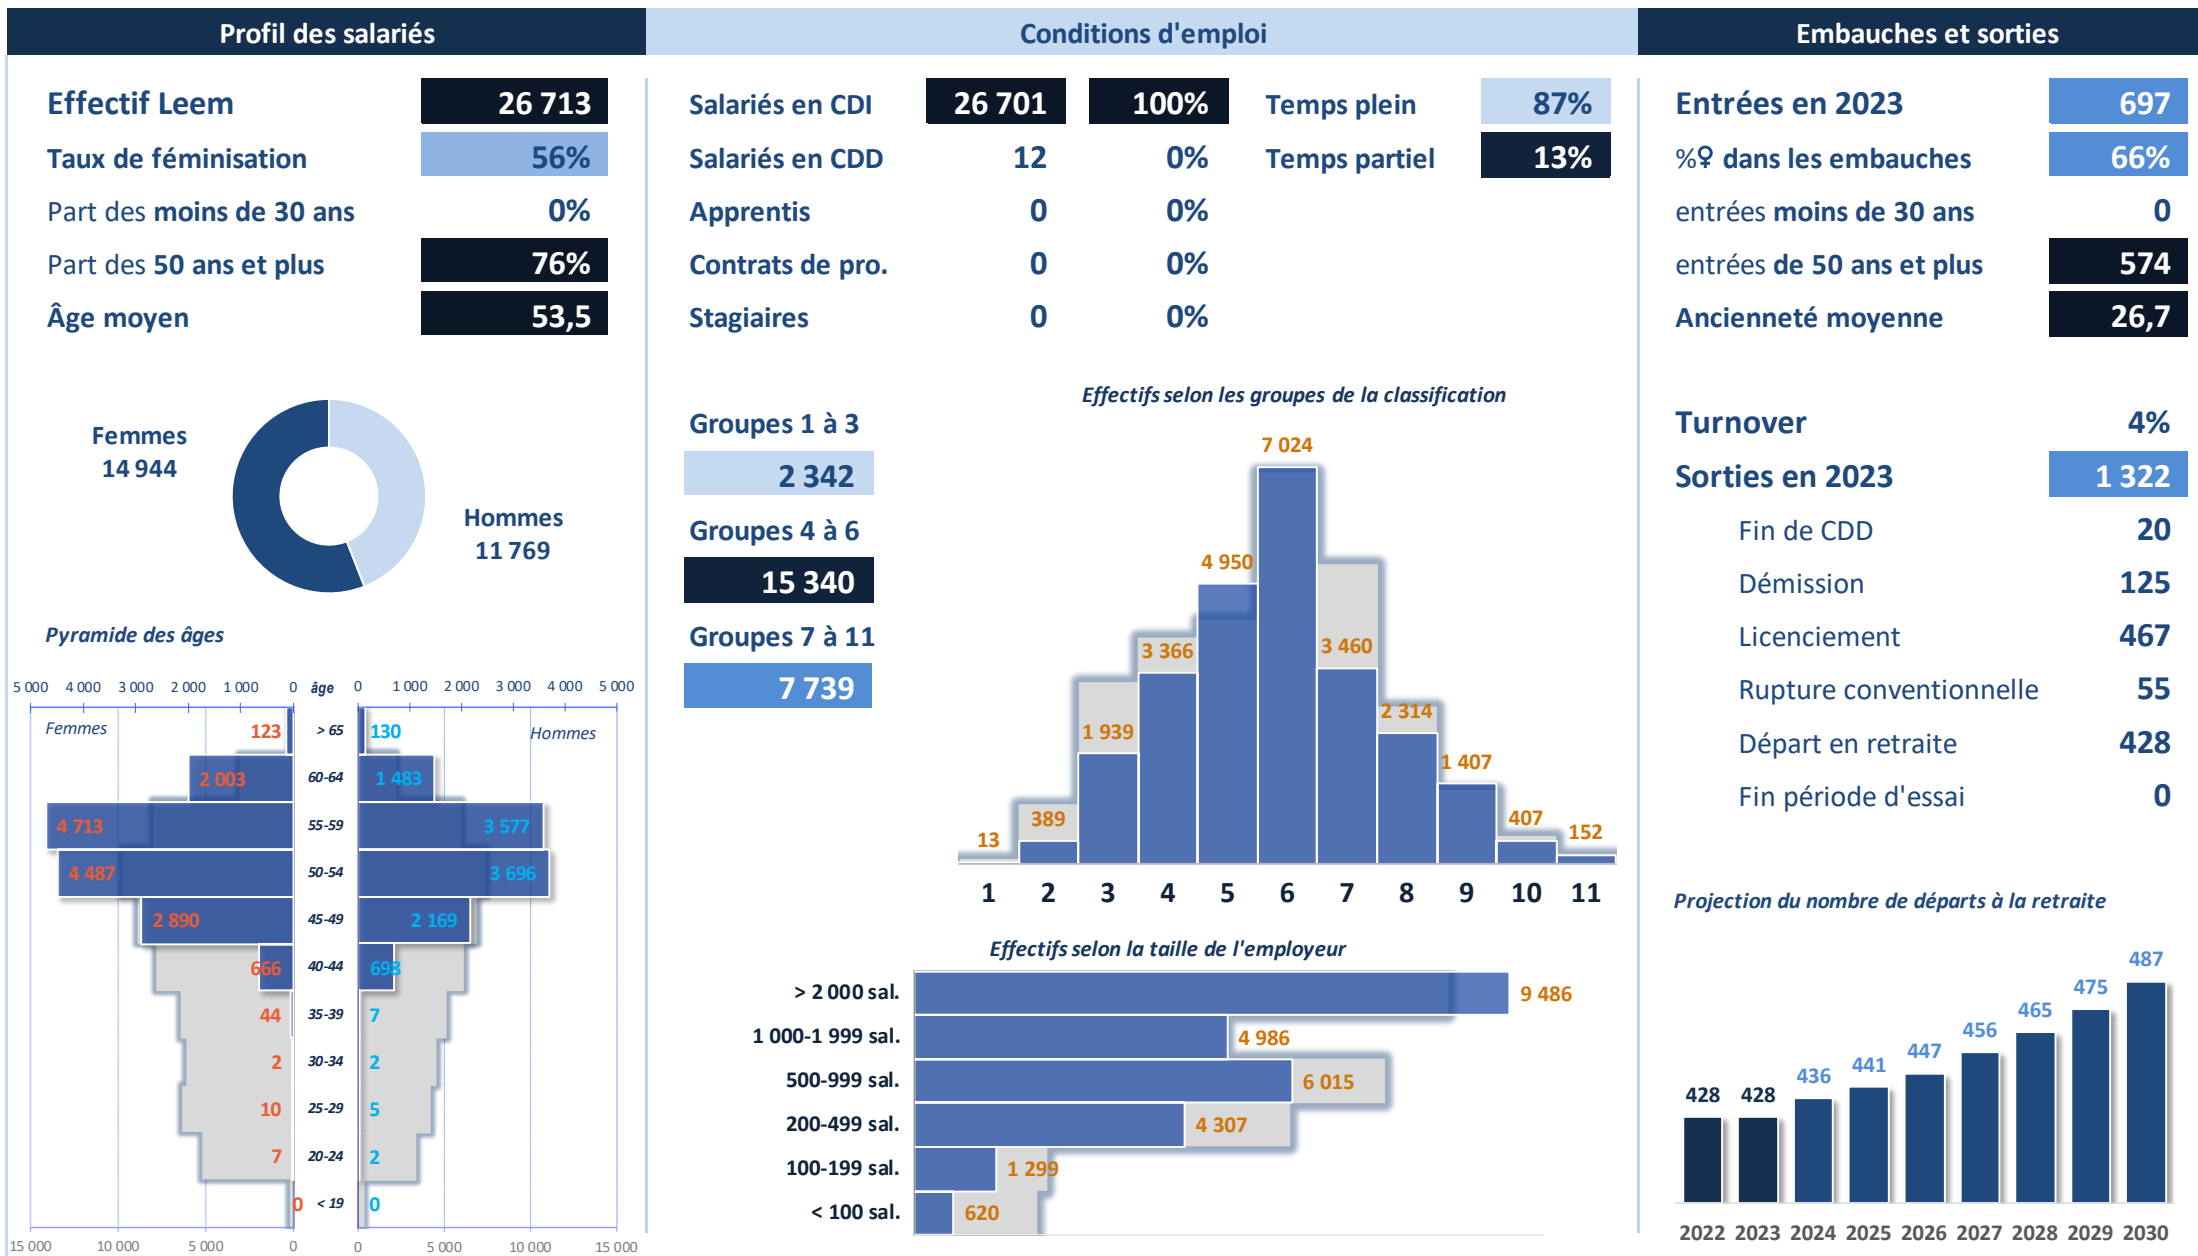 Profil des salariés
Effectif Leem 26 713
Taux de féminisation 56%
Part des moins de 30 ans 0%
Part des 50 ans et plus 76%
Âge moyen 53,5
Femmes
14 944
Hommes
11 769
Pyramide des âges
5 000 4 000 3 000 2 000 1 000 0 âge 0 1 000 2 000 3 000 4 000 5 000
Femmes
Hommes
123 > 65 130
2 003 60-64 1 483
4 713 55-59 3 577
4 487 50-54 3 696
2 890 45-49 2 169
666 40-44 698
44 35-39 7
2 30-34 2
10 25-29 5
7 20-24 2
0 < 19 0
15 000 10 000 5 000 0 0 5 000 10 000 15 000
Conditions d'emploi
Salariés en CDI 26 701 100% Temps plein 87%
Salariés en CDD 12 0% Temps partiel 13%
Apprentis 0 0%
Contrats de pro. 0 0%
Stagiaires 0 0%
Groupes 1 à 3
2 342
Groupes 4 à 6
15 340
Groupes 7 à 11
7 739
Effectifs selon les groupes de la classification
13 389 1 939 3 366 4 950 7 024 3 460 2 314 1 407 407 152
1 2 3 4 5 6 7 8 9 10 11
Effectifs selon la taille de l'employeur
> 2 000 sal. 9 486
1 000-1 999 sal. 4 986
500-999 sal. 6 015
200-499 sal. 4 307
100-199 sal. 1 299
< 100 sal. 620
Embauches et sorties
Entrées en 2023 697
%♀ dans les embauches 66%
entrées moins de 30 ans 0
entrées de 50 ans et plus 574
Ancienneté moyenne 26,7
Turnover 4%
Sorties en 2023 1 322
Fin de CDD 20
Démission 125
Licenciement 467
Rupture conventionnelle 55
Départ en retraite 428
Fin période d'essai 0
Projection du nombre de départs à la retraite
428 428 436 441 447 456 465 475 487
2022 2023 2024 2025 2026 2027 2028 2029 2030